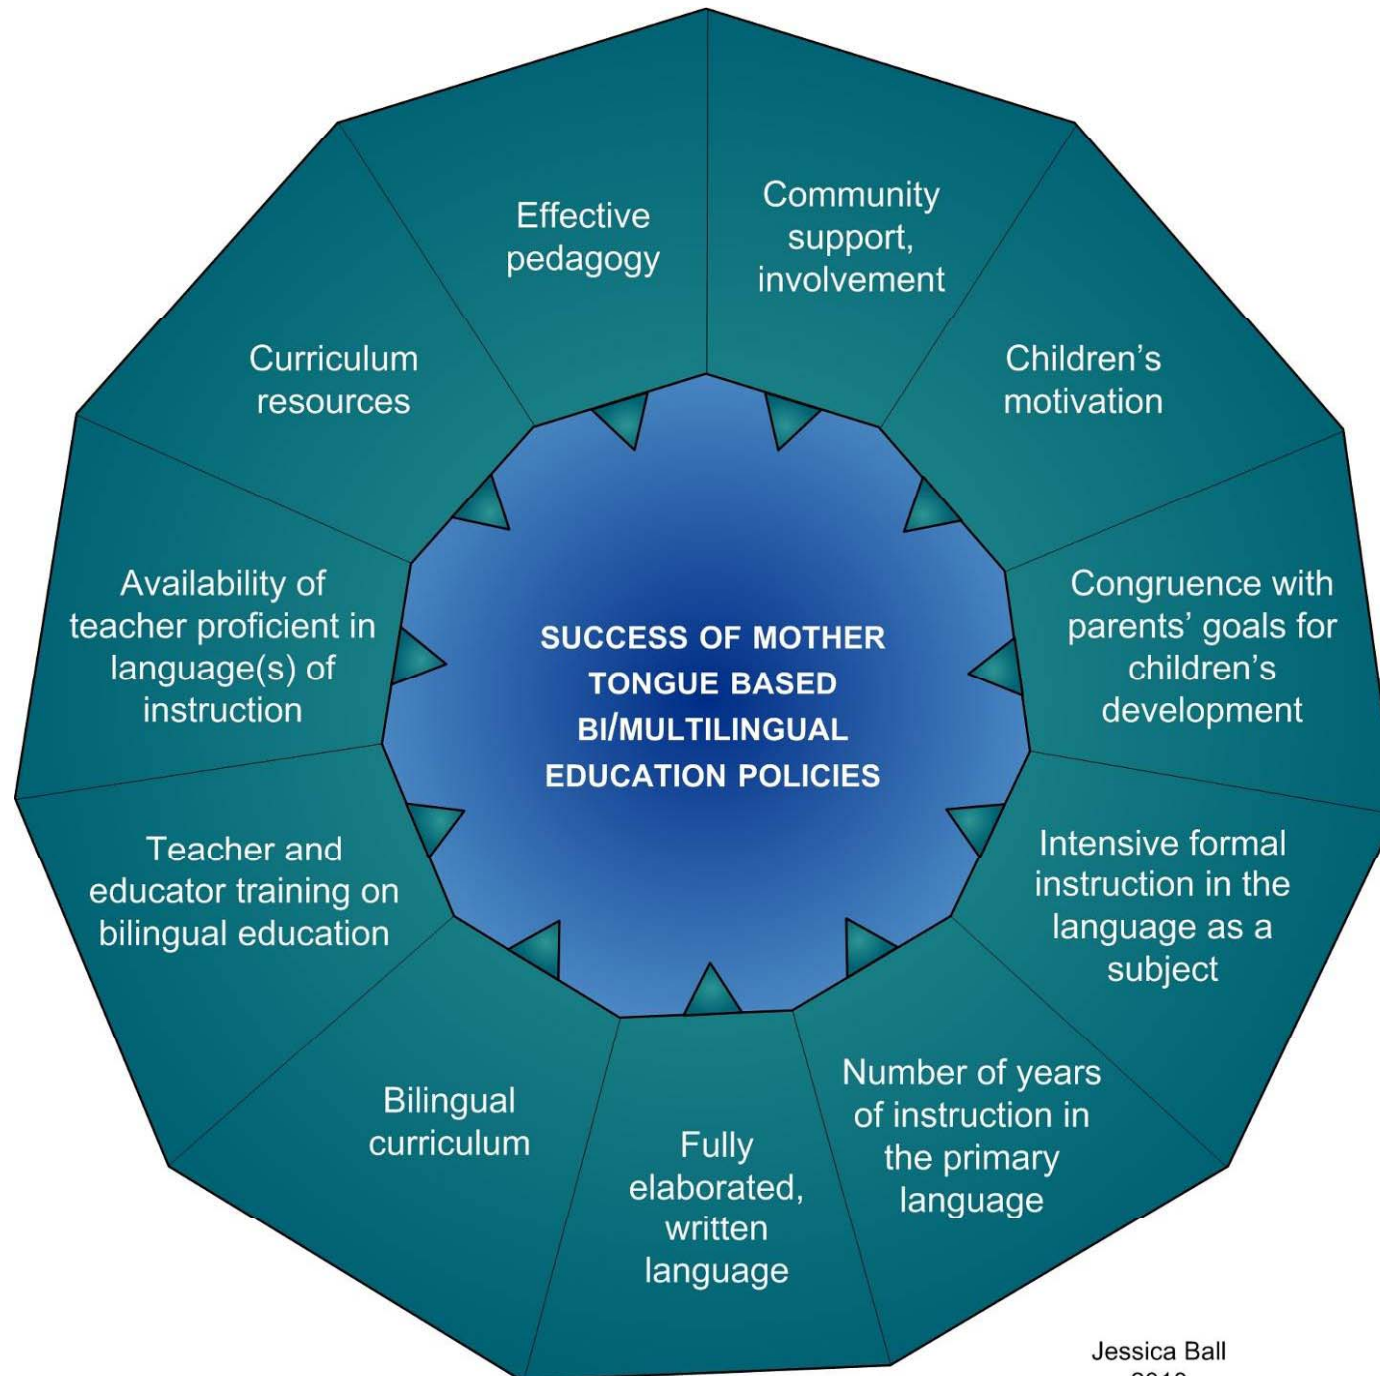 Effective
pedagogy
Community
support,
involvement
Children's
motivation
Congruence with
parents' goals for
children's
development
Intensive formal
instruction in the
language as a
subject
Number of years
of instruction in
the primary
language
Fully
elaborated,
written
language
Bilingual
curriculum
Teacher and
educator training on
bilingual education
Availability of
teacher proficient in
language(s) of
instruction
Curriculum
resources
SUCCESS OF MOTHER
TONGUE BASED
BI/MULTILINGUAL
EDUCATION POLICIES
Jessica Ball